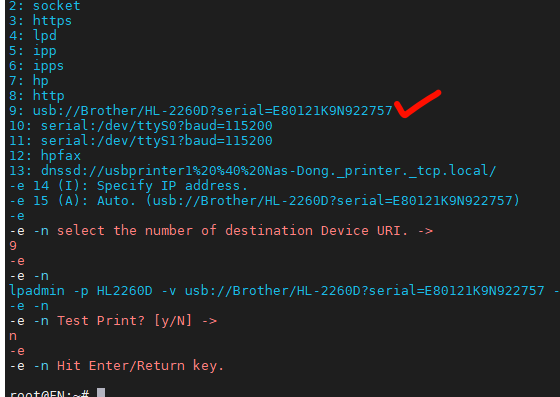 2: socket
3: https
4: lpd
5: ipp
6: ipps
7: hp
8: http
9: usb://Brother/HL-2260D?serial=E80121K9N922757
10: serial:/dev/ttyS0?baud=115200
11: serial:/dev/ttyS1?baud=115200
12: hpfax
13: dnssd://usbprinter1%20%40%20Nas-Dong._printer._tcp.local/
-e 14 (I): Specify IP address.
-e 15 (A): Auto. (usb://Brother/HL-2260D?serial=E80121K9N922757)
-e
-e -n select the number of destination Device URI. ->
9
-e
-e -n
lpadmin -p HL2260D -v usb://Brother/HL-2260D?serial=E80121K9N922757 -
-e -n
-e -n Test Print? [y/N] ->
n
-e
-e -n Hit Enter/Return key.
root@EN:~#